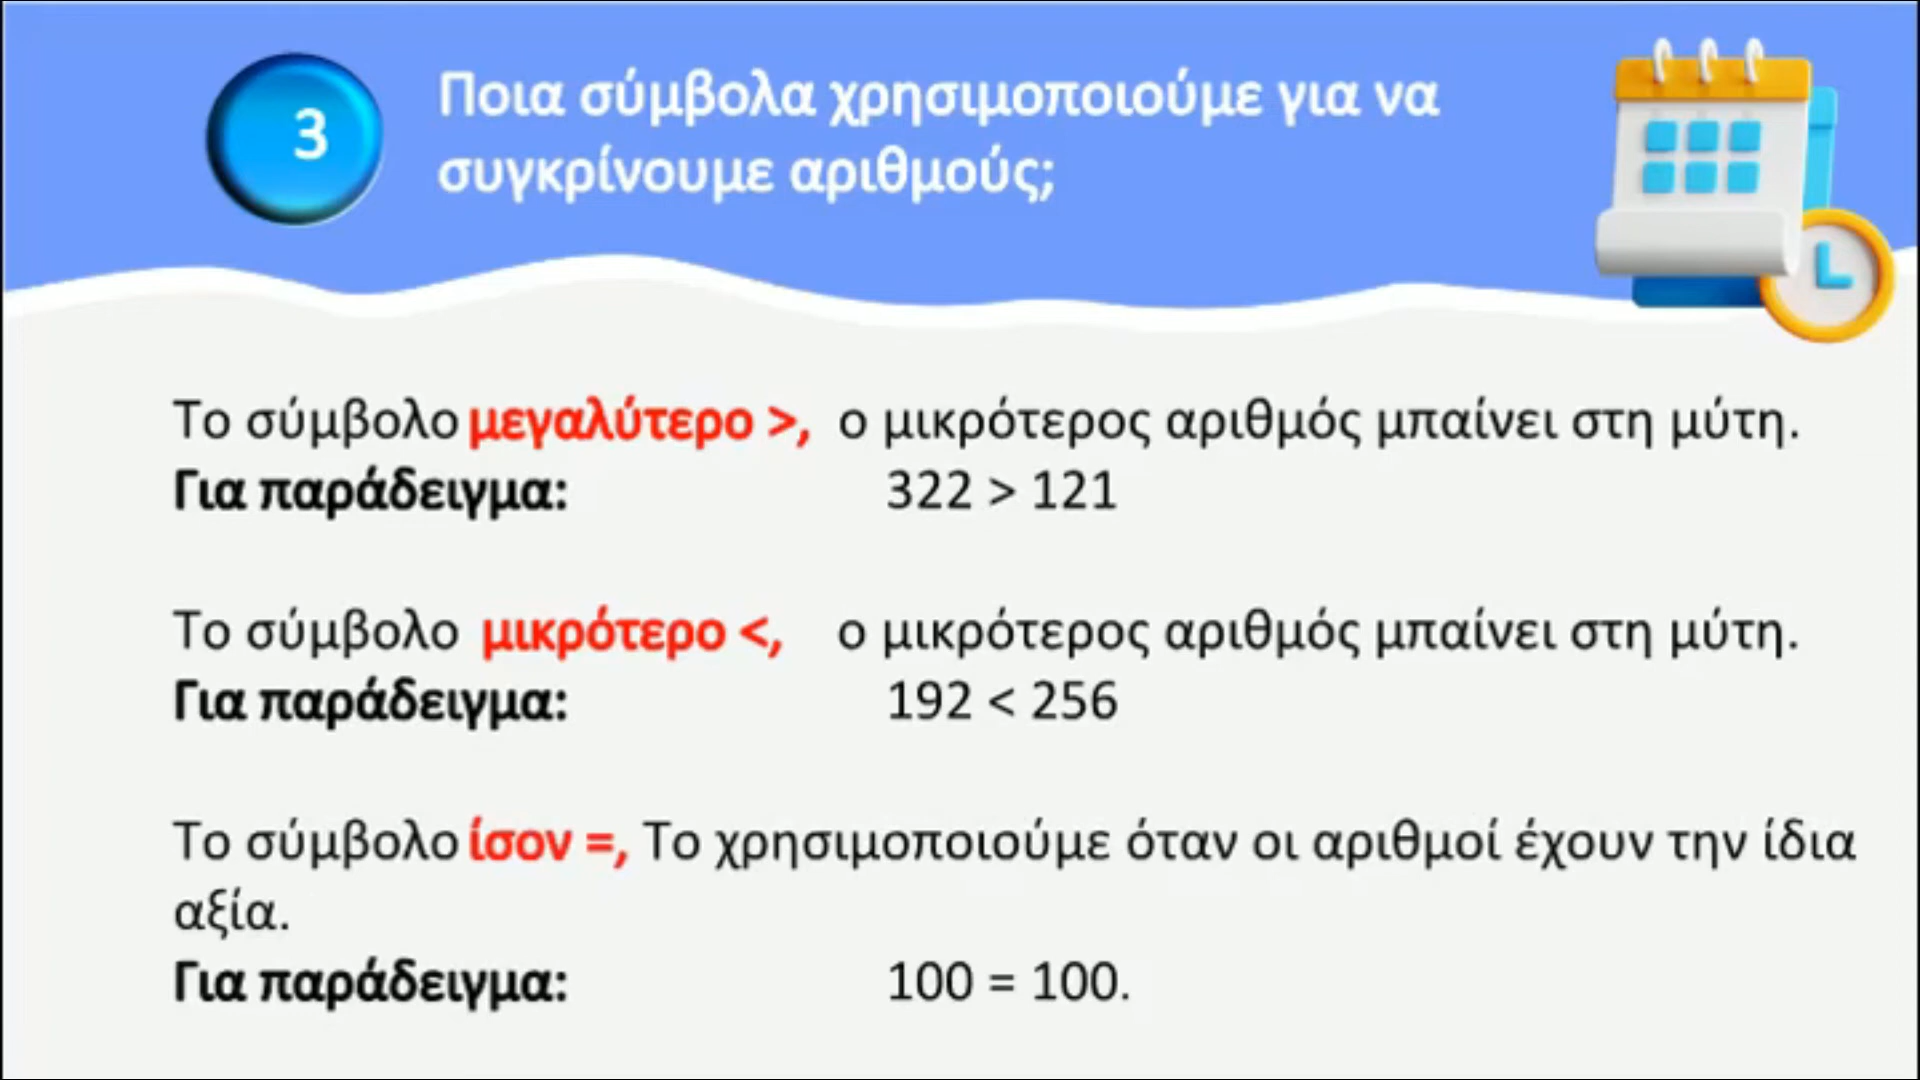 3
Ποια σύμβολα χρησιμοποιούμε για να
συγκρίνουμε αριθμούς;
Το σύμβολο μεγαλύτερο >, ο μικρότερος αριθμός μπαίνει στη μύτη.
Για παράδειγμα: 322 > 121
Το σύμβολο μικρότερο <, ο μικρότερος αριθμός μπαίνει στη μύτη.
Για παράδειγμα: 192 < 256
Το σύμβολο ίσον =, Το χρησιμοποιούμε όταν οι αριθμοί έχουν την ίδια
αξία.
Για παράδειγμα: 100 = 100.